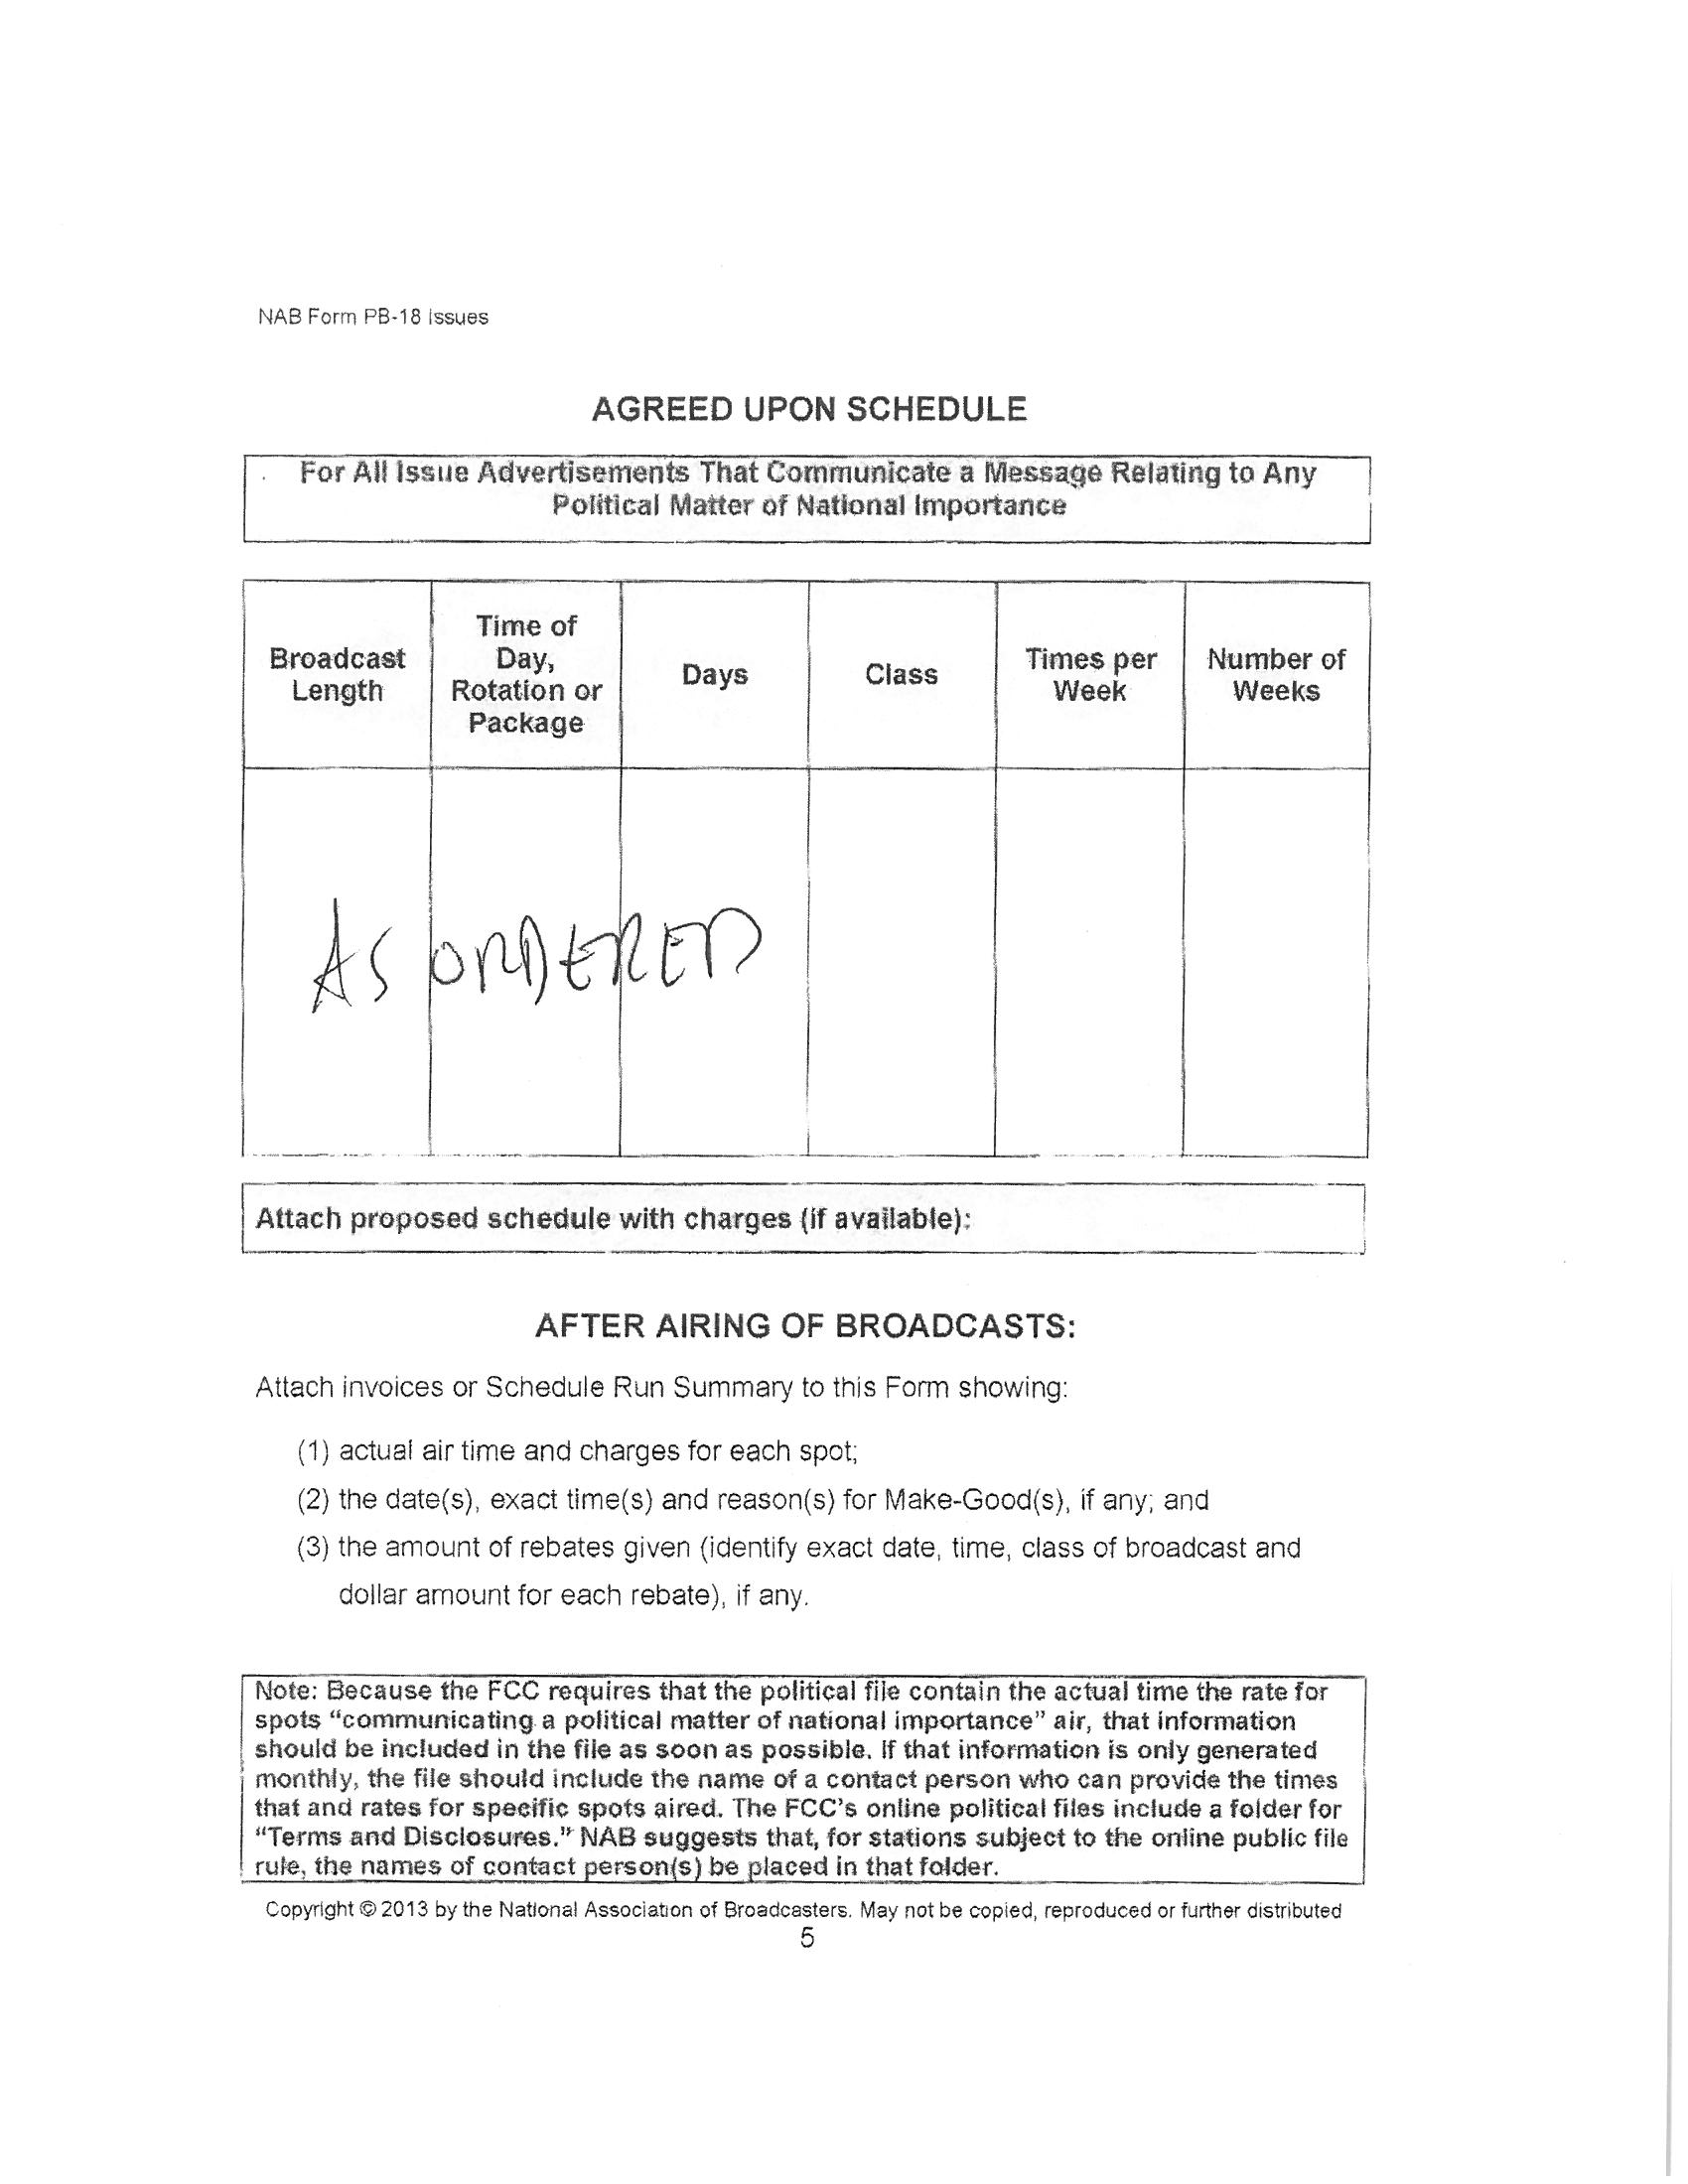 NAB Form PB-18 Issues
AGREED UPON SCHEDULE
For All Issue Advertisements That Communicate a Message Relating to Any
Political Matter of National Importance
Broadcast
Length
Time of
Day,
Rotation or
Package
Days
Class
Times per
Week
Number of
Weeks
AS ORDERED
Attach proposed schedule with charges (if available):
AFTER AIRING OF BROADCASTS:
Attach invoices or Schedule Run Summary to this Form showing:
(1) actual air time and charges for each spot;
(2) the date(s), exact time(s) and reason(s) for Make-Good(s), if any; and
(3) the amount of rebates given (identify exact date, time, class of broadcast and
dollar amount for each rebate), if any.
Note: Because the FCC requires that the political file contain the actual time the rate for
spots “communicating a political matter of national importance” air, that information
should be included in the file as soon as possible. If that information is only generated
monthly, the file should include the name of a contact person who can provide the times
that and rates for specific spots aired. The FCC's online political files include a folder for
“Terms and Disclosures.” NAB suggests that, for stations subject to the online public file
rule, the names of contact person(s) be placed in that folder.
Copyright © 2013 by the National Association of Broadcasters. May not be copied, reproduced or further distributed
5